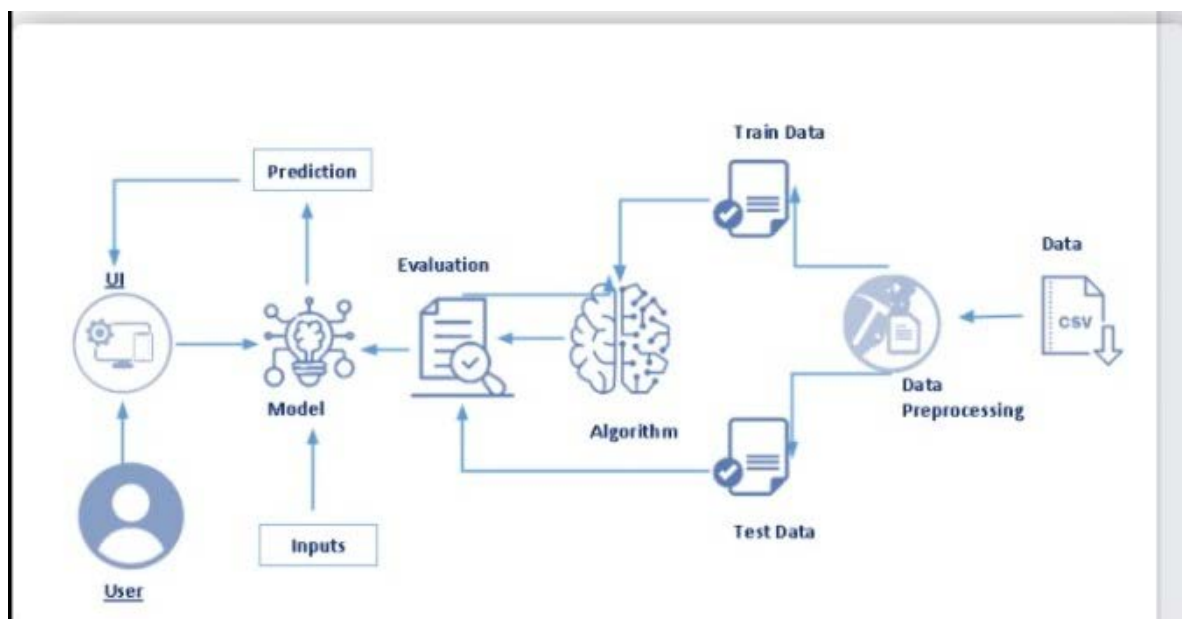 Train Data
Prediction
Data
Evaluation
UI
CSV
Data
Preprocessing
Model
Algorithm
Test Data
Inputs
User